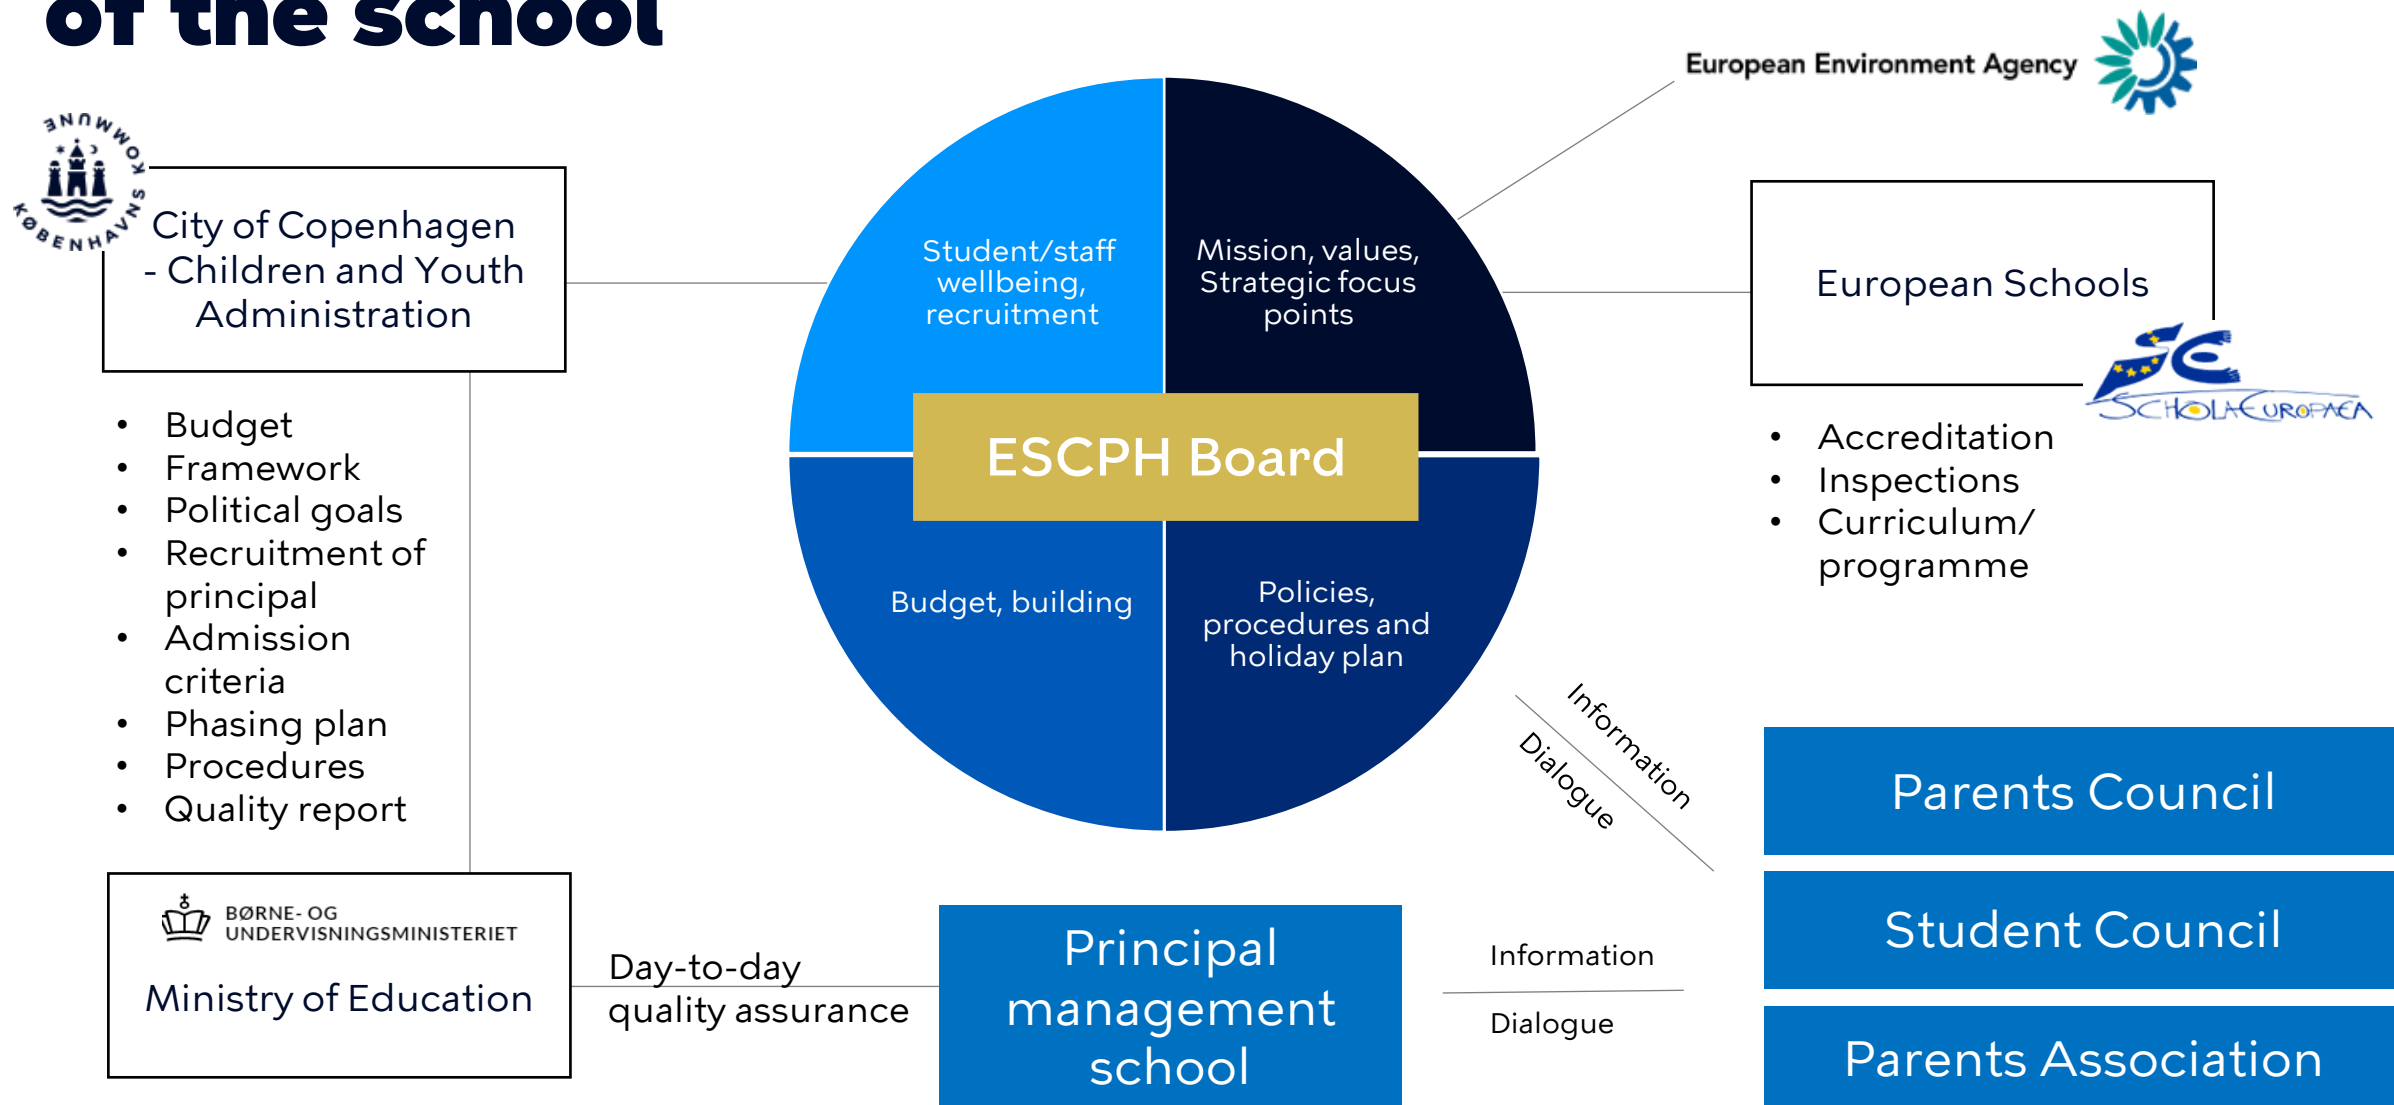 of the school
European Environment Agency
KØBENHAVNS KOMMUNE
City of Copenhagen
- Children and Youth
Administration
• Budget
• Framework
• Political goals
• Recruitment of
principal
• Admission
criteria
• Phasing plan
• Procedures
• Quality report
Student/staff
wellbeing,
recruitment
Mission, values,
Strategic focus
points
ESCPH Board
Budget, building
Policies,
procedures and
holiday plan
European Schools
SCHOLA EUROPAEA
• Accreditation
• Inspections
• Curriculum/
programme
Information
Dialogue
BØRNE- OG
UNDERVISNINGSMINISTERIET
Ministry of Education
Day-to-day
quality assurance
Principal
management
school
Information
Dialogue
Parents Council
Student Council
Parents Association